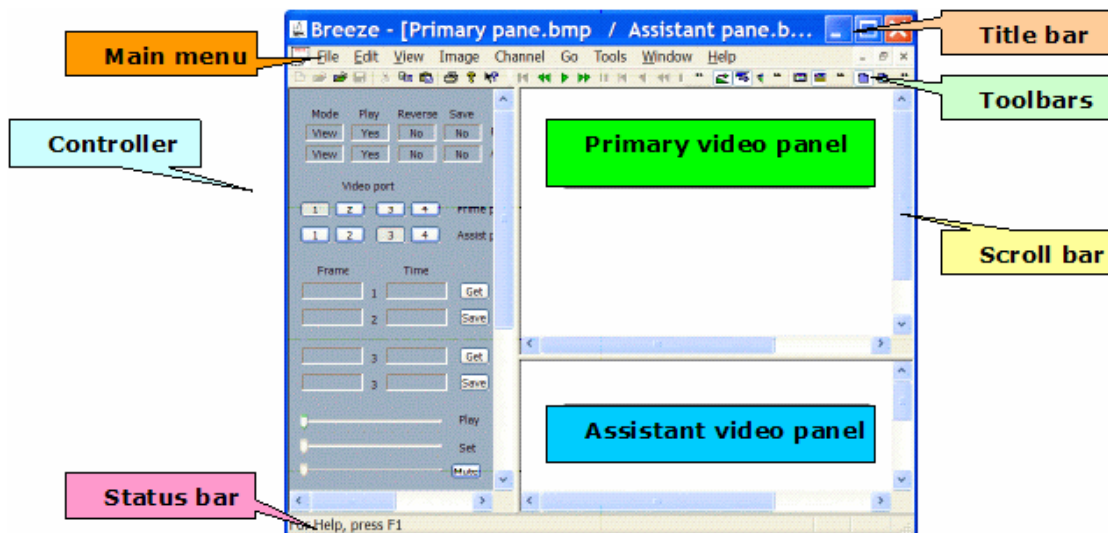 Breeze - [Primary pane.bmp / Assistant pane.b...
Title bar
Main menu
File Edit View Image Channel Go Tools Window Help
Toolbars
Controller
Mode Play Reverse Save
View Yes No No
View Yes No No
Primary video panel
Video port
1 2 3 4 Prime p
1 2 3 4 Assist p
Scroll bar
Frame Time
1 Get
2 Save
3 Get
3 Save
Play
Assistant video panel
Set
Mute
Status bar
For Help, press F1